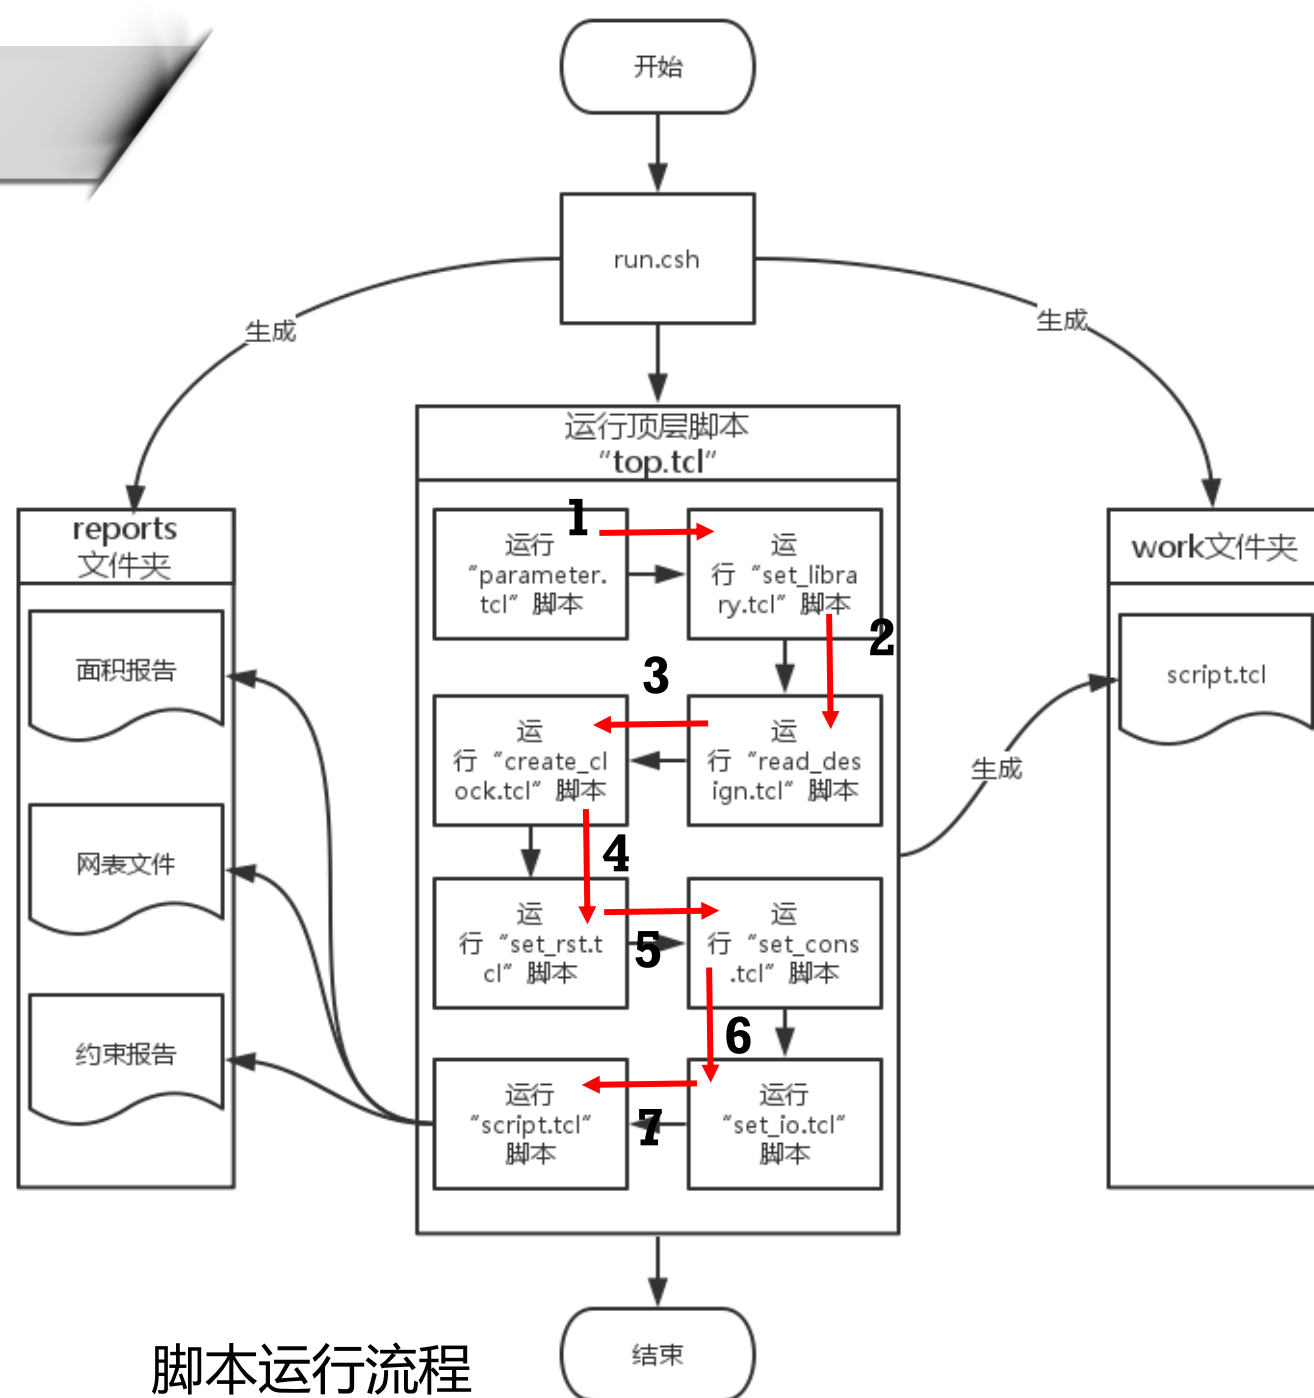 开始
run.csh
生成
生成
运行顶层脚本
“top.tcl”
reports
文件夹
面积报告
网表文件
约束报告
1
运行
“parameter.
tcl” 脚本
运
行 “set_libra
ry.tcl” 脚本
2
3
运
行 “create_cl
ock.tcl” 脚本
运
行 “read_des
ign.tcl” 脚本
4
运
行 “set_rst.t
cl” 脚本
5
运
行 “set_cons
.tcl” 脚本
6
运行
“script.tcl”
脚本
7
运行
“set_io.tcl”
脚本
work文件夹
script.tcl
生成
结束
脚本运行流程